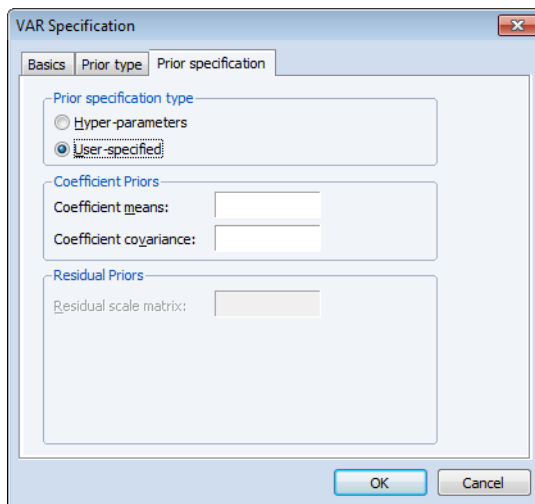 VAR Specification
Basics Prior type Prior specification
Prior specification type
Hyper-parameters
User-specified
Coefficient Priors
Coefficient means:
Coefficient covariance:
Residual Priors
Residual scale matrix:
OK Cancel